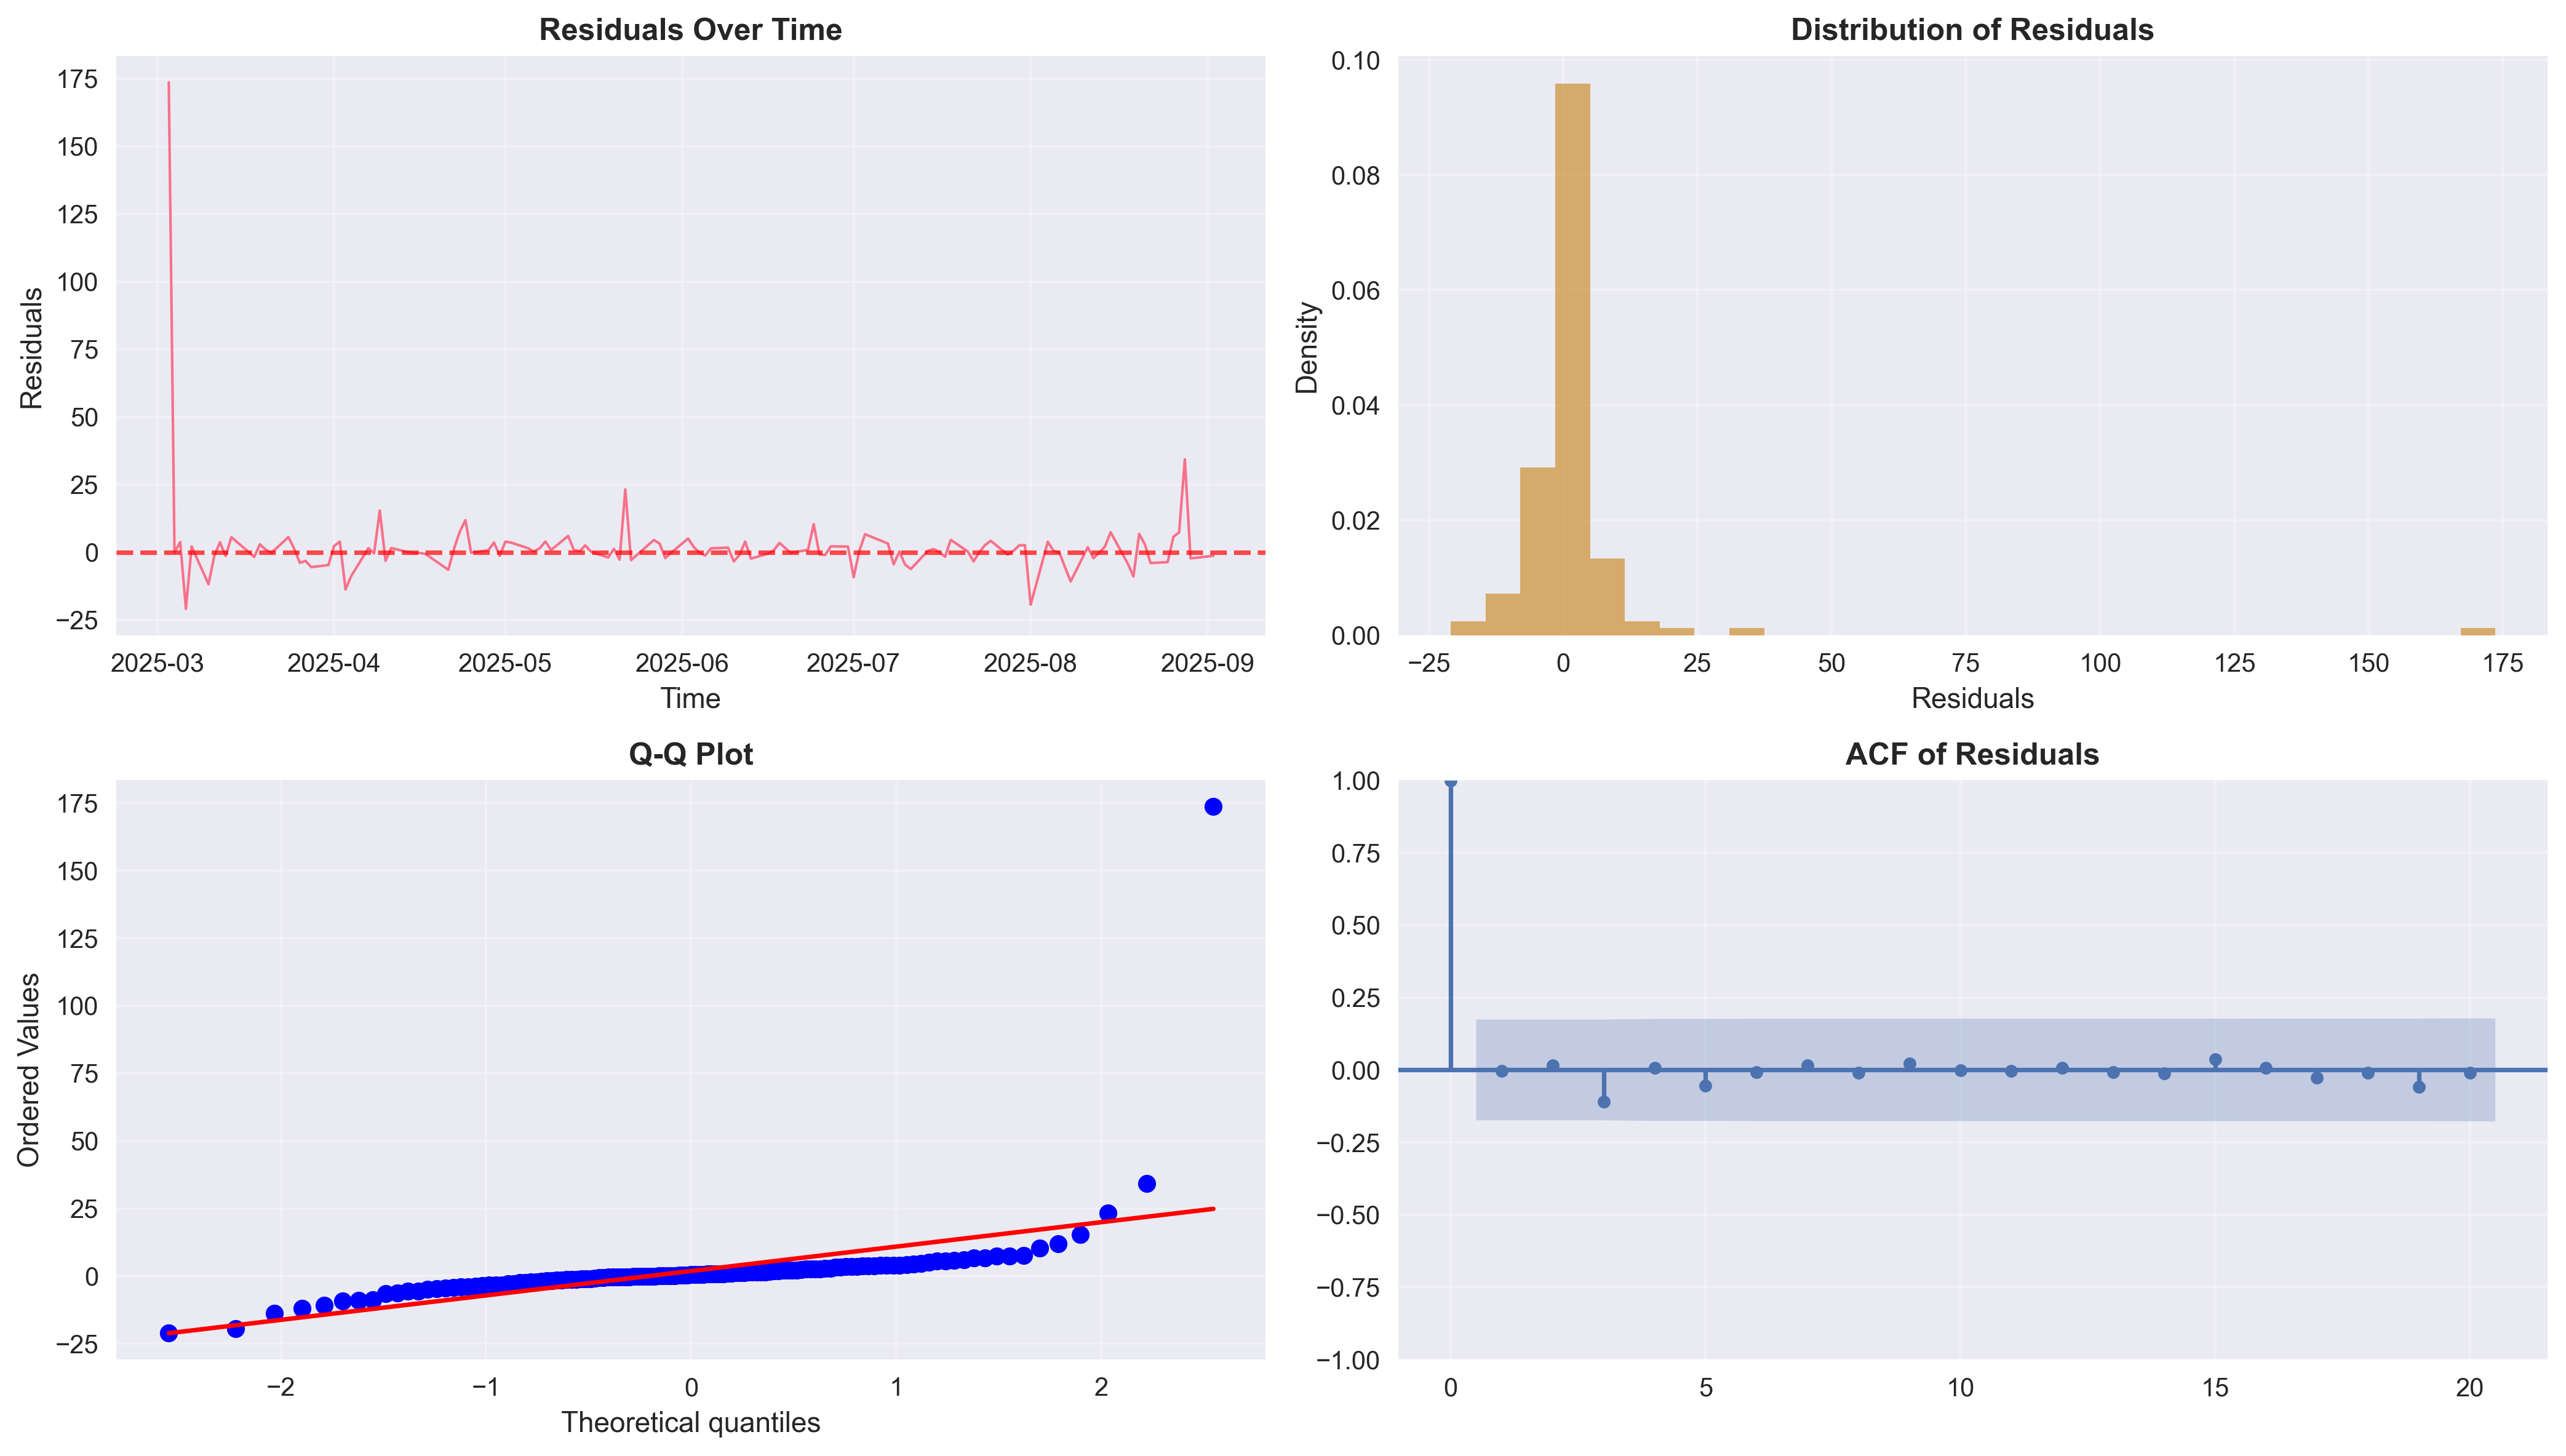 Residuals Over Time
175
150
125
100
75
50
25
0
−25
Residuals
2025-03 2025-04 2025-05 2025-06 2025-07 2025-08 2025-09
Time
Distribution of Residuals
0.10
0.08
0.06
0.04
0.02
0.00
Density
−25 0 25 50 75 100 125 150 175
Residuals
Q-Q Plot
175
150
125
100
75
50
25
0
−25
Ordered Values
−2 −1 0 1 2
Theoretical quantiles
ACF of Residuals
1.00
0.75
0.50
0.25
0.00
−0.25
−0.50
−0.75
−1.00
0 5 10 15 20